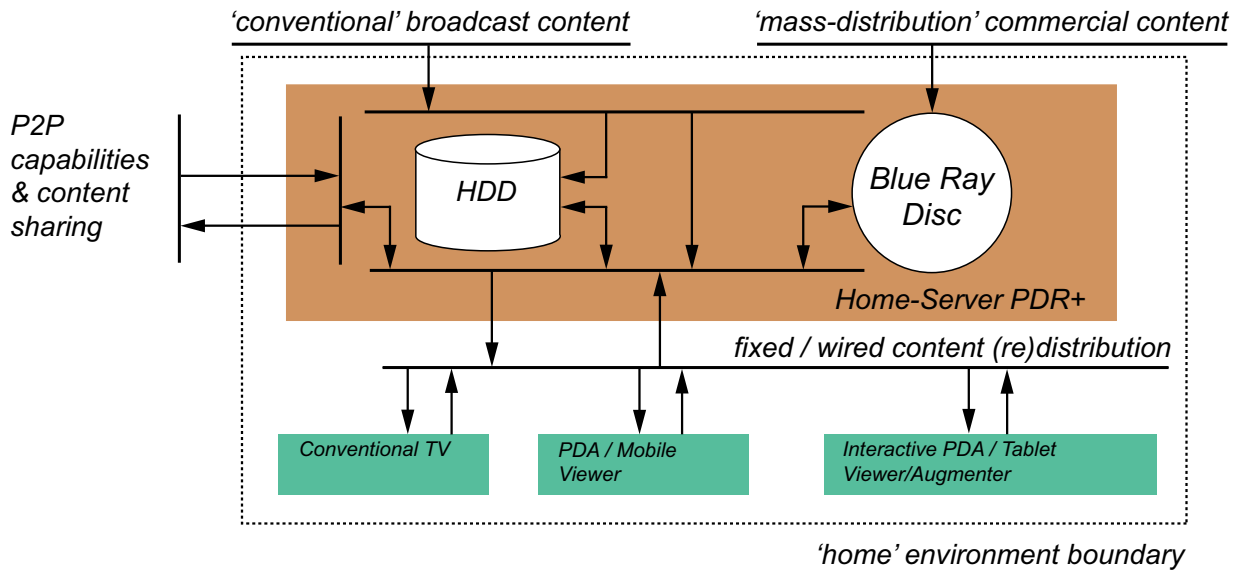 ‘conventional’ broadcast content
‘mass-distribution’ commercial content
P2P
capabilities
& content
sharing
HDD
Blue Ray
Disc
Home-Server PDR+
fixed / wired content (re)distribution
Conventional TV
PDA / Mobile
Viewer
Interactive PDA / Tablet
Viewer/Augmenter
‘home’ environment boundary